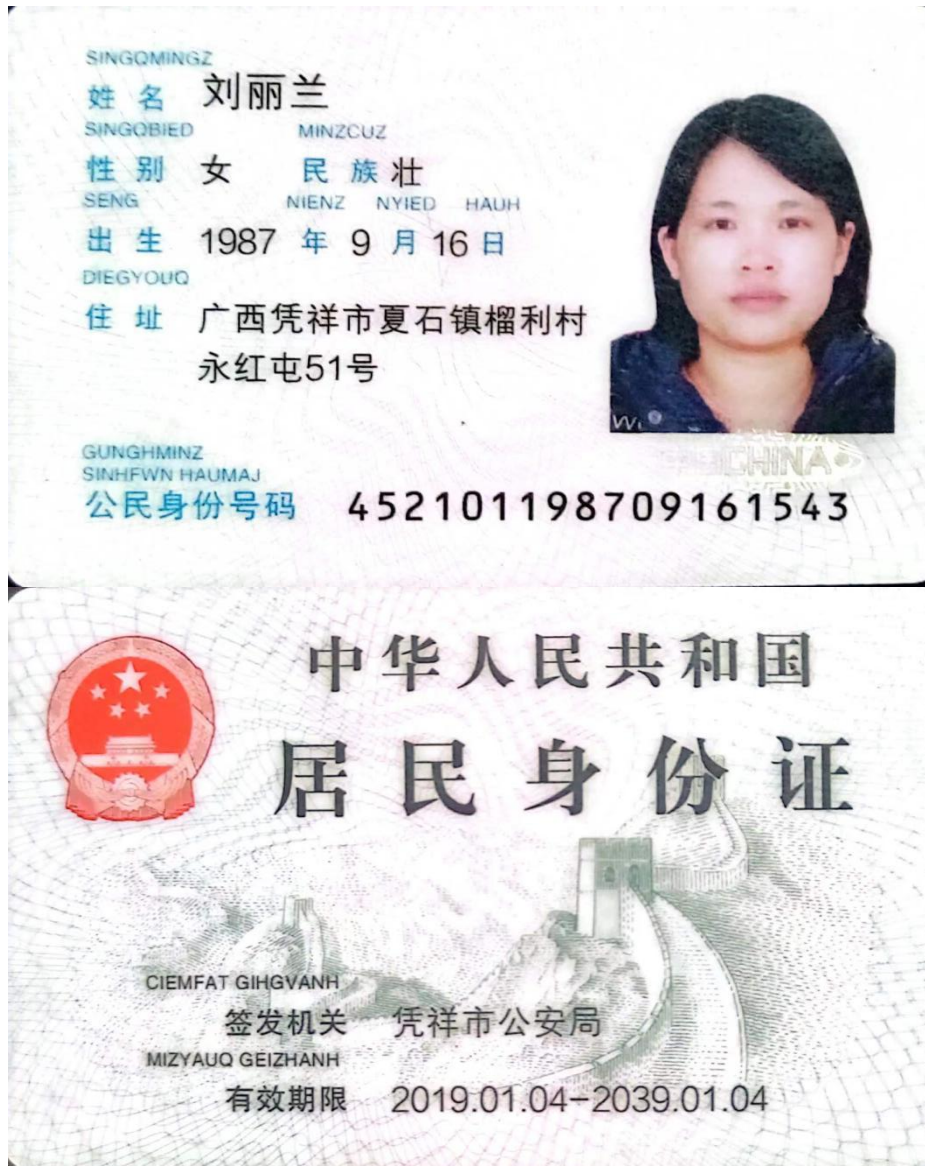 SINGQMINGZ
姓名 刘丽兰
SINGQBIED MINZCUZ
性别 女 民族 壮
SENG NIENZ NYIED HAUH
出生 1987 年 9 月 16 日
DIEGYOUQ
住址 广西凭祥市夏石镇榴利村
永红屯51号
GUNGHMINZ
SINHFWN HAUMAJ
公民身份号码 452101198709161543
CHINA
中华人民共和国
居民身份证
CIEMFAT GIHGVANH
签发机关 凭祥市公安局
MIZYAUQ GEIZHANH
有效期限 2019.01.04-2039.01.04